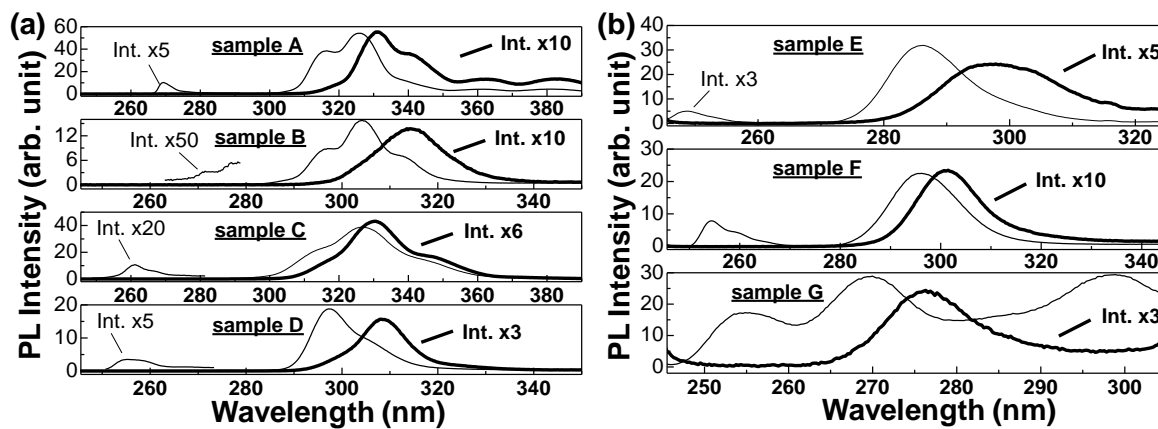 (a)
PL Intensity (arb. unit)
60
40
20
0
Int. x5
sample A
Int. x10
260 280 300 320 340 360 380
12
6
0
Int. x50
sample B
Int. x10
260 280 300 320 340
40
20
0
Int. x20
sample C
Int. x6
260 280 300 320 340 360 380
20
10
0
Int. x5
sample D
Int. x3
260 280 300 320 340
Wavelength (nm)
(b)
PL Intensity (arb. unit)
40
30
20
10
0
Int. x3
sample E
Int. x5
260 280 300 320
30
20
10
0
sample F
Int. x10
260 280 300 320 340
30
20
10
0
sample G
Int. x3
250 260 270 280 290 300
Wavelength (nm)